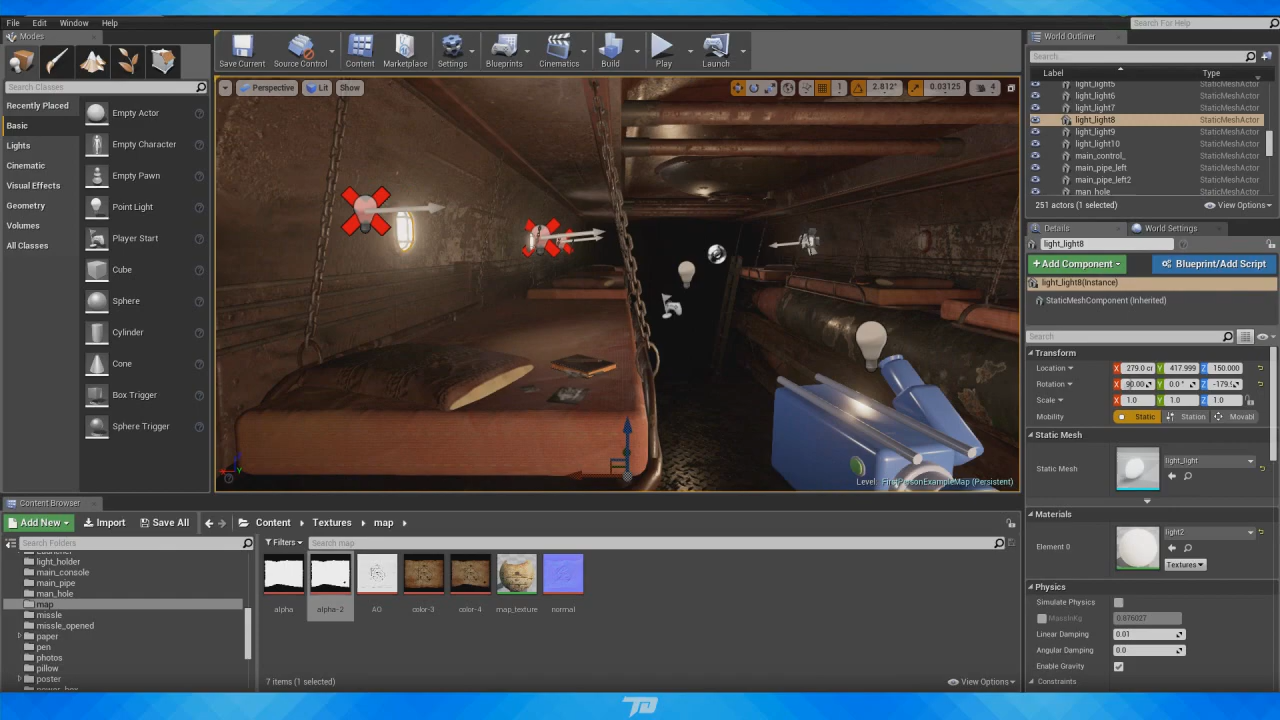 File Edit Window Help
Search For Help
Modes
Search Classes
Recently Placed
Basic
Lights
Cinematic
Visual Effects
Geometry
Volumes
All Classes
Empty Actor
Empty Character
Empty Pawn
Point Light
Player Start
Cube
Sphere
Cylinder
Cone
Box Trigger
Sphere Trigger
Save Current Source Control Content Marketplace Settings Blueprints Cinematics Build Play Launch
Perspective Lit Show
1 2.812° 0.03125 4
Level: FirstPersonExampleMap (Persistent)
World Outliner
Search...
Label Type
light_light5 StaticMeshActor
light_light6 StaticMeshActor
light_light7 StaticMeshActor
light_light8 StaticMeshActor
light_light9 StaticMeshActor
light_light10 StaticMeshActor
main_control_ StaticMeshActor
main_pipe_left StaticMeshActor
main_pipe_left2 StaticMeshActor
man_hole StaticMeshActor
251 actors (1 selected) View Options
Details World Settings
light_light8
+Add Component Blueprint/Add Script
light_light8(Instance)
StaticMeshComponent (Inherited)
Search
Transform
Location X 279.0 cm Y 417.999 Z 150.000
Rotation X 90.00 Y 0.0° Z -179.
Scale X 1.0 Y 1.0 Z 1.0
Mobility Static Station Movabl
Static Mesh
Static Mesh light_light
Materials
Element 0 light2
Textures
Physics
Simulate Physics
MassInKg 0.876027
Linear Damping 0.01
Angular Damping 0.0
Enable Gravity
Constraints
Content Browser
Add New Import Save All Content Textures map
Search Folders
light_holder
main_console
main_pipe
man_hole
map
missle
missle_opened
paper
pen
photos
pillow
poster
power_box
Filters Search map
alpha alpha-2 AO color-3 color-4 map_texture normal
7 items (1 selected) View Options